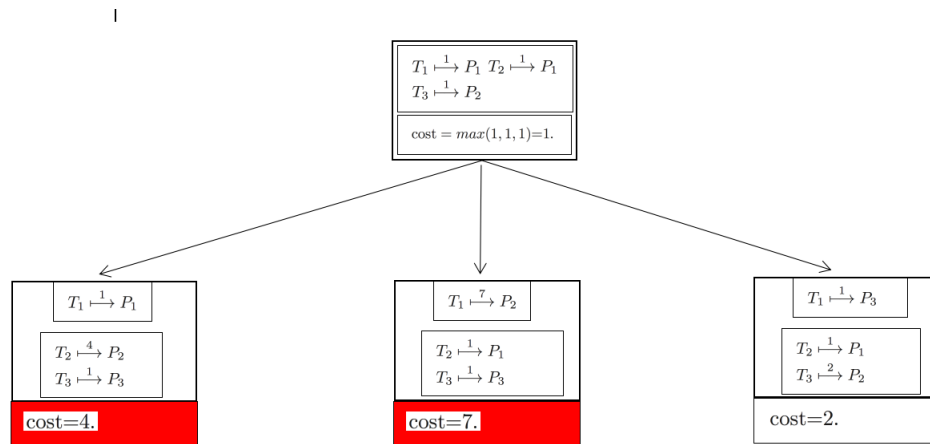 |
T₁ ⟼¹ P₁ T₂ ⟼¹ P₁
T₃ ⟼¹ P₂
cost = max(1, 1, 1)=1.
T₁ ⟼¹ P₁
T₂ ⟼⁴ P₂
T₃ ⟼¹ P₃
cost=4.
T₁ ⟼⁷ P₂
T₂ ⟼¹ P₁
T₃ ⟼¹ P₃
cost=7.
T₁ ⟼¹ P₃
T₂ ⟼¹ P₁
T₃ ⟼² P₂
cost=2.